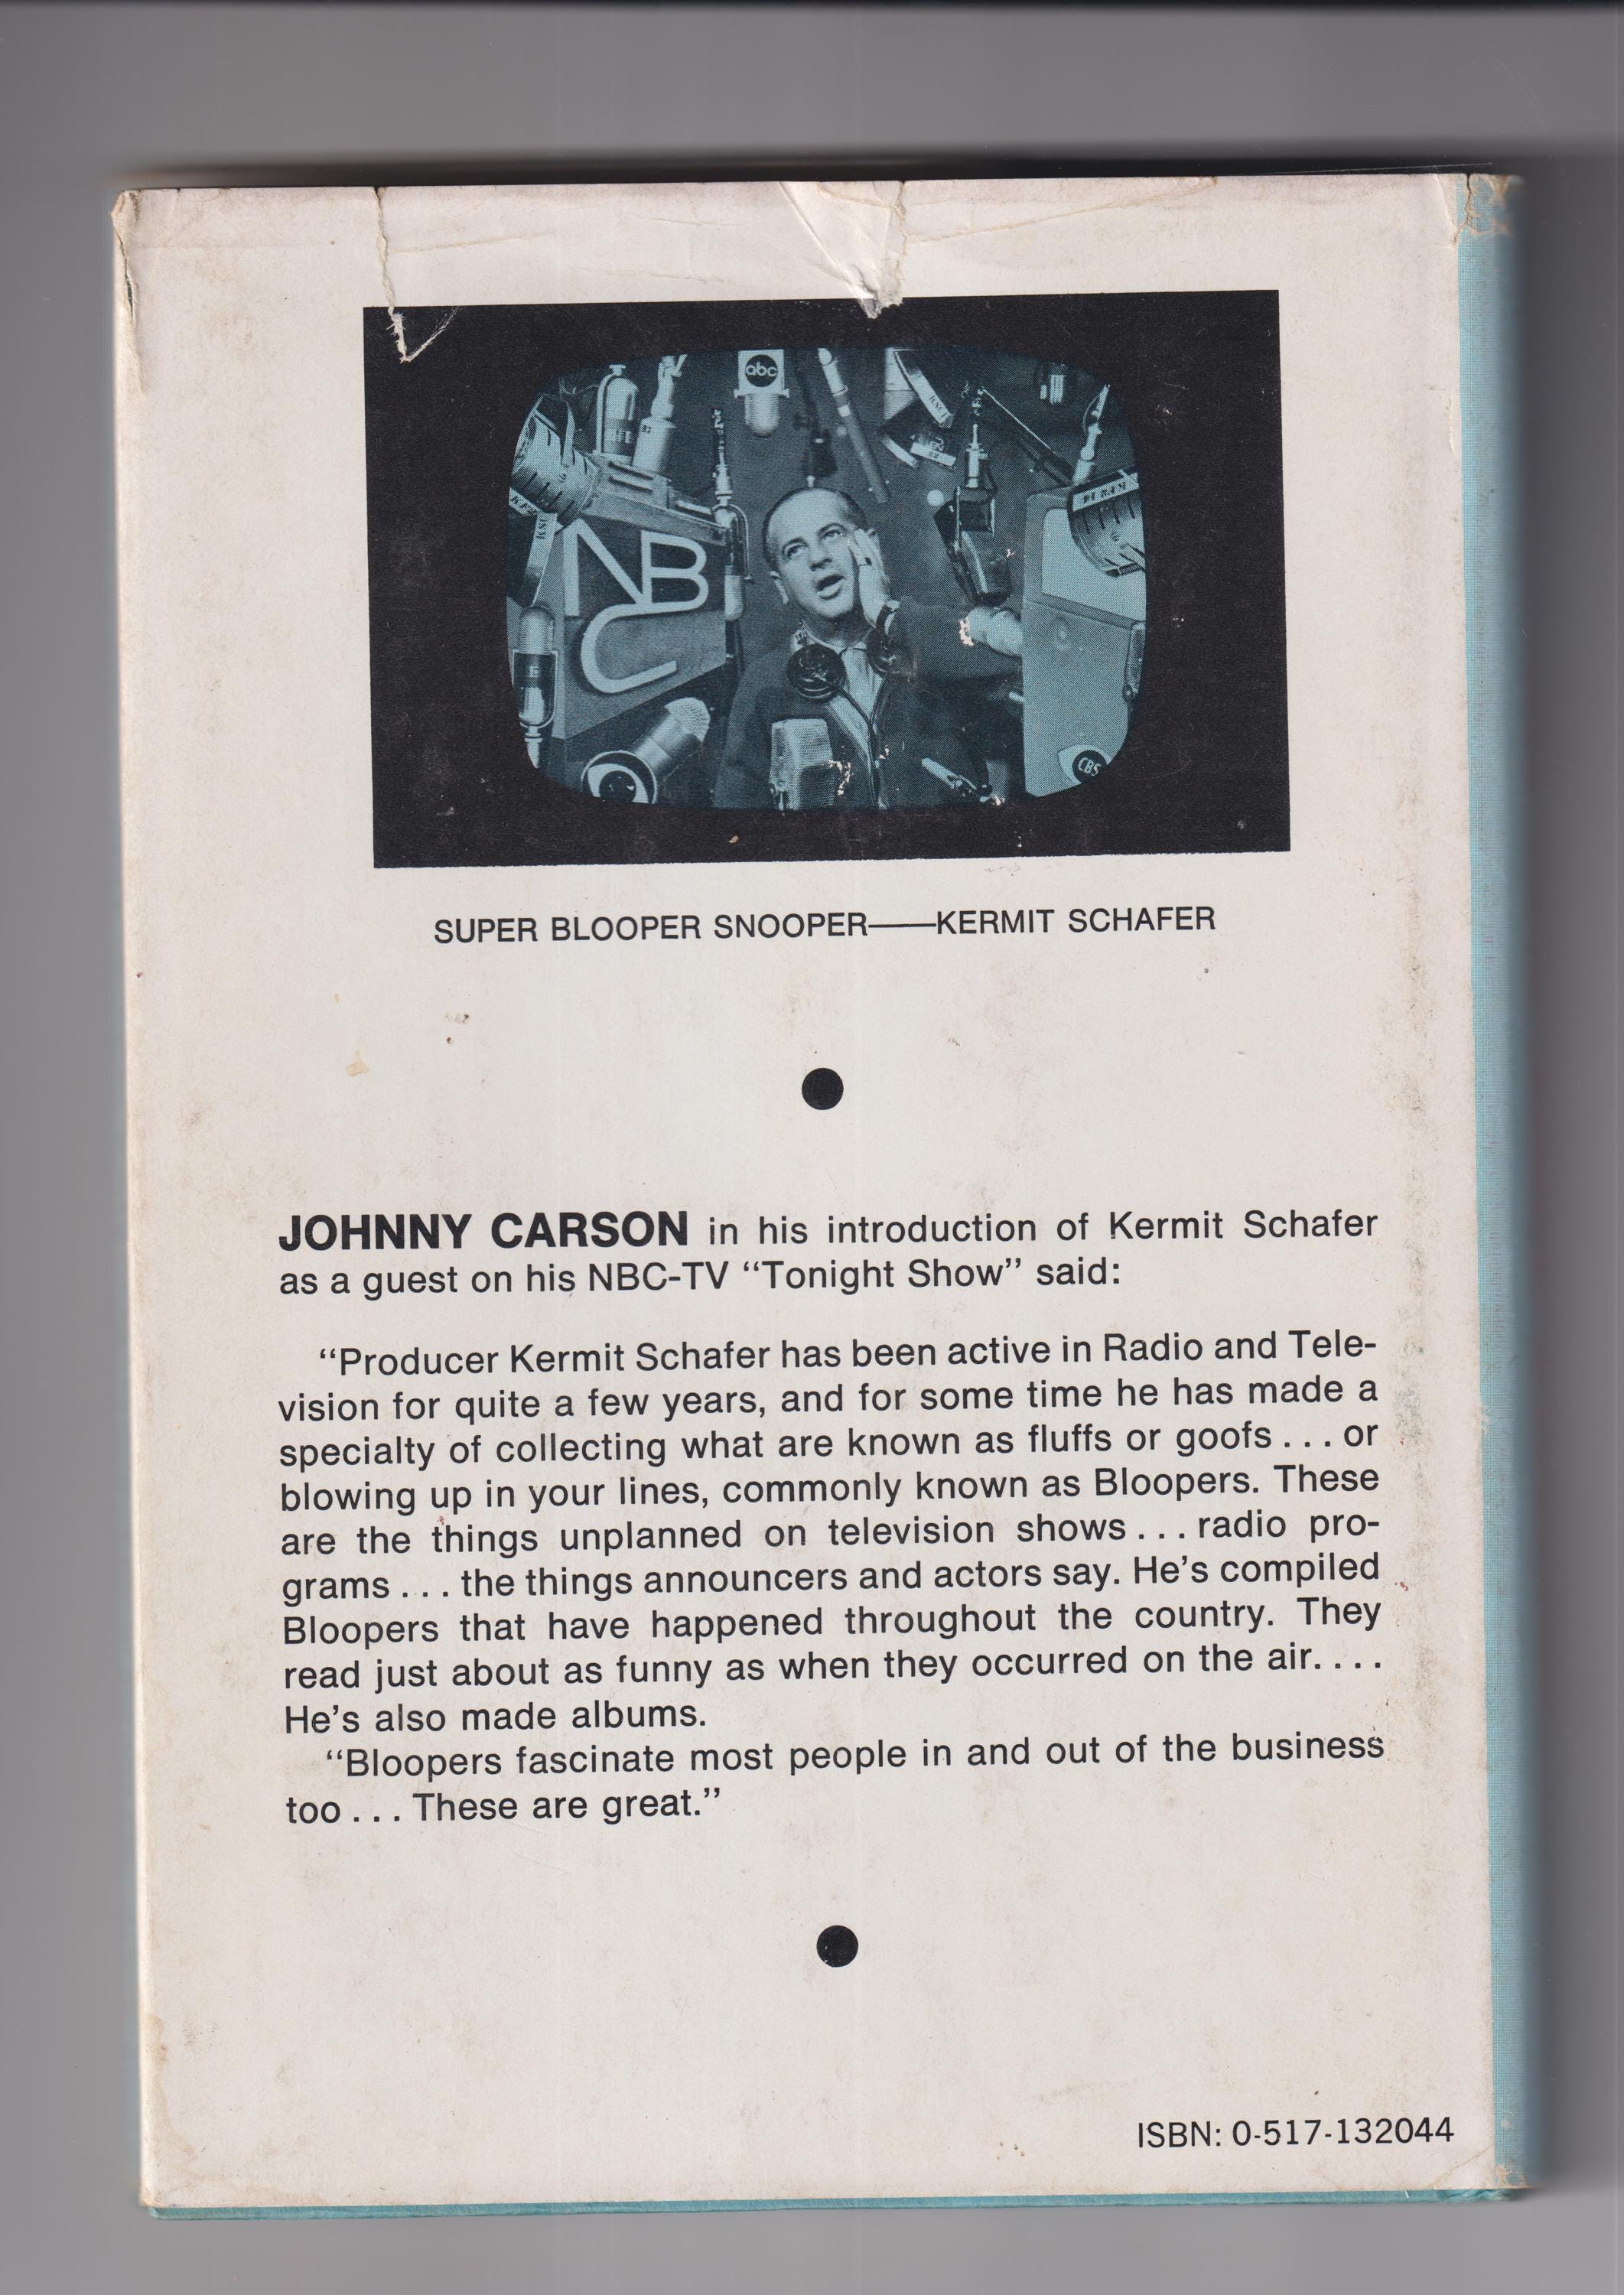 abc
NBC
CBS
SUPER BLOOPER SNOOPER——KERMIT SCHAFER
JOHNNY CARSON in his introduction of Kermit Schafer
as a guest on his NBC-TV “Tonight Show” said:
“Producer Kermit Schafer has been active in Radio and Tele-
vision for quite a few years, and for some time he has made a
specialty of collecting what are known as fluffs or goofs . . . or
blowing up in your lines, commonly known as Bloopers. These
are the things unplanned on television shows . . . radio pro-
grams . . . the things announcers and actors say. He’s compiled
Bloopers that have happened throughout the country. They
read just about as funny as when they occurred on the air. . . .
He’s also made albums.
“Bloopers fascinate most people in and out of the business
too . . . These are great.”
ISBN: 0-517-132044